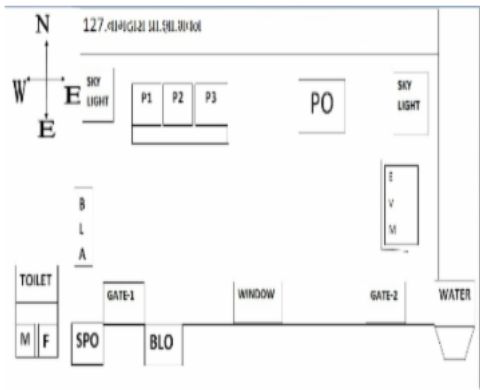 N
127.
W
E
E
SKY
LIGHT
P1
P2
P3
PO
SKY
LIGHT
B
L
A
E
V
M
TOILET
M
F
GATE-1
WINDOW
GATE-2
WATER
SPO
BLO